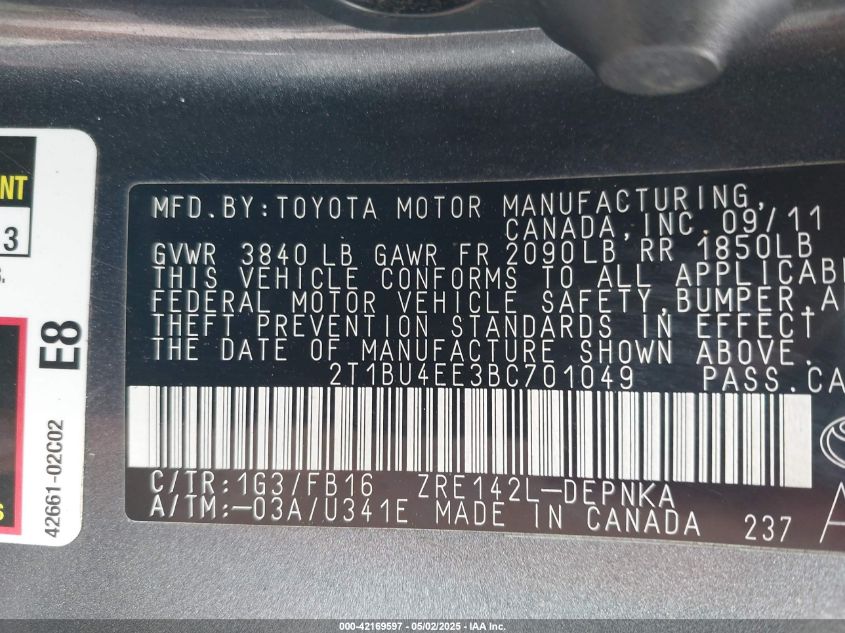 NT
3
E8
42661-02C02
s
MFD.BY:TOYOTA MOTOR MANUFACTURING,
CANADA,INC. 09/11
GVWR 3840 LB GAWR FR 2090LB RR 1850LB
THIS VEHICLE CONFORMS TO ALL APPLICABL
FEDERAL MOTOR VEHICLE SAFETY,BUMPER,A
THEFT PREVENTION STANDARDS IN EFFECT
THE DATE OF MANUFACTURE SHOWN ABOVE.
2T1BU4EE3BC701049 PASS.CA
C/TR:1G3/FB16 ZRE142L-DEPNKA
A/TM:-03A/U341E MADE IN CANADA 237
A
000-42169597 - 05/02/2025 - IAA Inc.